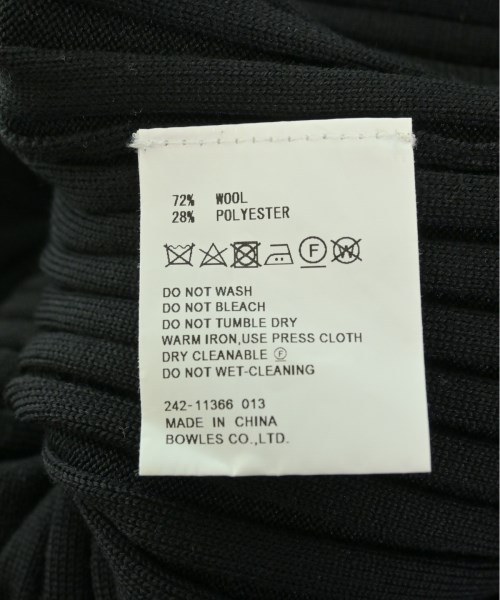 72% WOOL
28% POLYESTER
F W
DO NOT WASH
DO NOT BLEACH
DO NOT TUMBLE DRY
WARM IRON,USE PRESS CLOTH
DRY CLEANABLE Ⓕ
DO NOT WET-CLEANING
242-11366 013
MADE IN CHINA
BOWLES CO.,LTD.